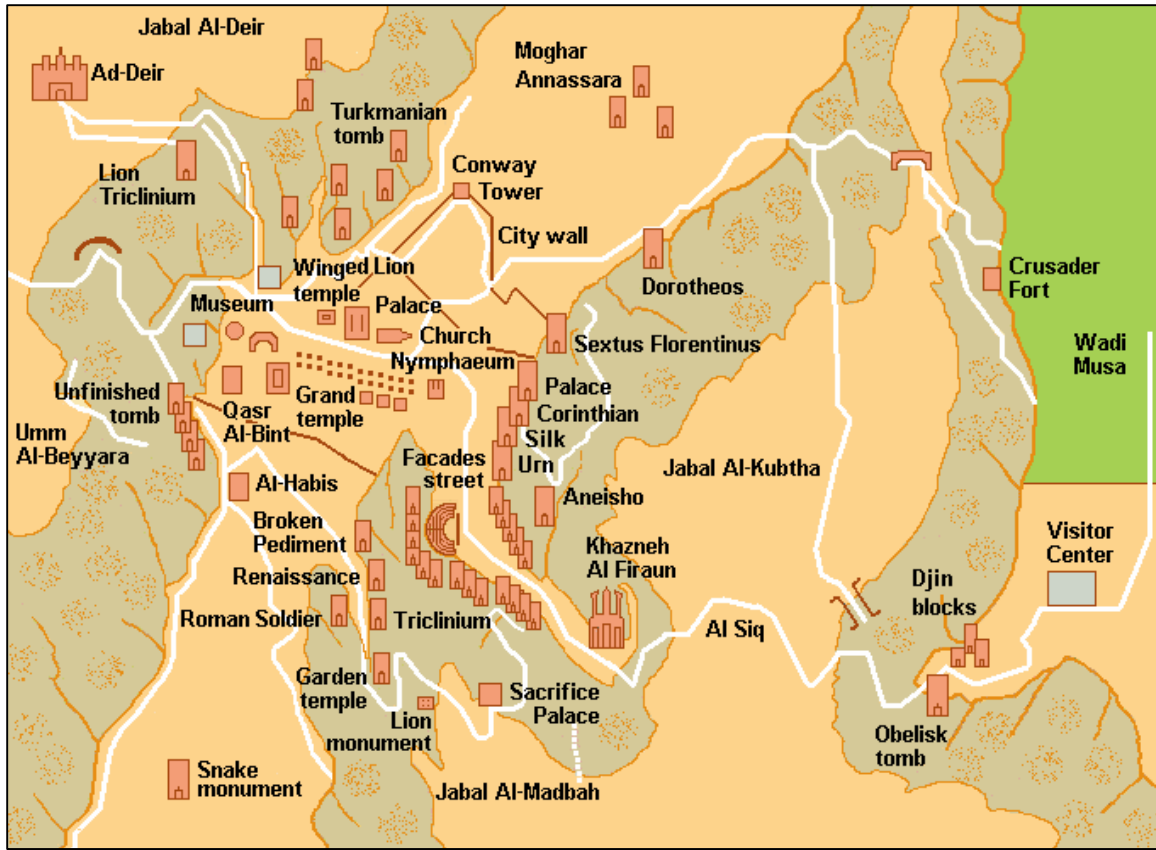 Jabal Al-Deir
Ad-Deir
Moghar
Annassara
Turkmanian
tomb
Lion
Triclinium
Conway
Tower
City wall
Winged Lion
temple
Museum
Palace
Church
Nymphaeum
Dorotheos
Crusader
Fort
Sextus Florentinus
Wadi
Musa
Unfinished
tomb
Qasr
Al-Bint
Grand
temple
Palace
Corinthian
Silk
Urn
Umm
Al-Beyyara
Facades
street
Jabal Al-Kubtha
Al-Habis
Aneisho
Broken
Pediment
Khazneh
Al Firaun
Visitor
Center
Renaissance
Djin
blocks
Roman Soldier
Triclinium
Al Siq
Garden
temple
Lion
monument
Sacrifice
Palace
Obelisk
tomb
Snake
monument
Jabal Al-Madbah